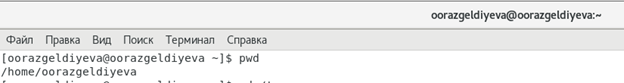 oorazgeldiyeva@oorazgeldiyeva:~
Файл Правка Вид Поиск Терминал Справка
[oorazgeldiyeva@oorazgeldiyeva ~]$ pwd
/home/oorazgeldiyeva